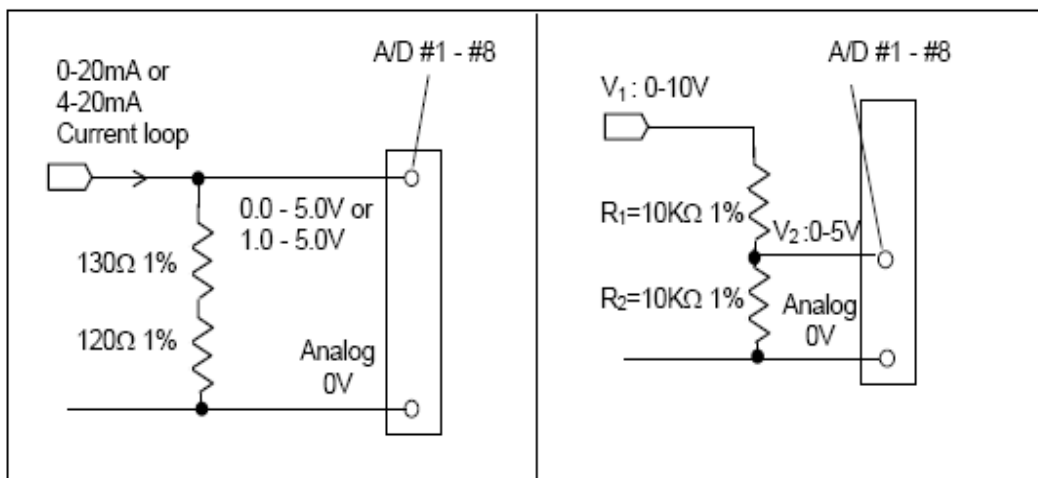 0-20mA or
4-20mA
Current loop
A/D #1 - #8
0.0 - 5.0V or
1.0 - 5.0V
130Ω 1%
120Ω 1%
Analog
0V
A/D #1 - #8
V₁ : 0-10V
R₁=10KΩ 1%
V₂ :0-5V
R₂=10KΩ 1%
Analog
0V